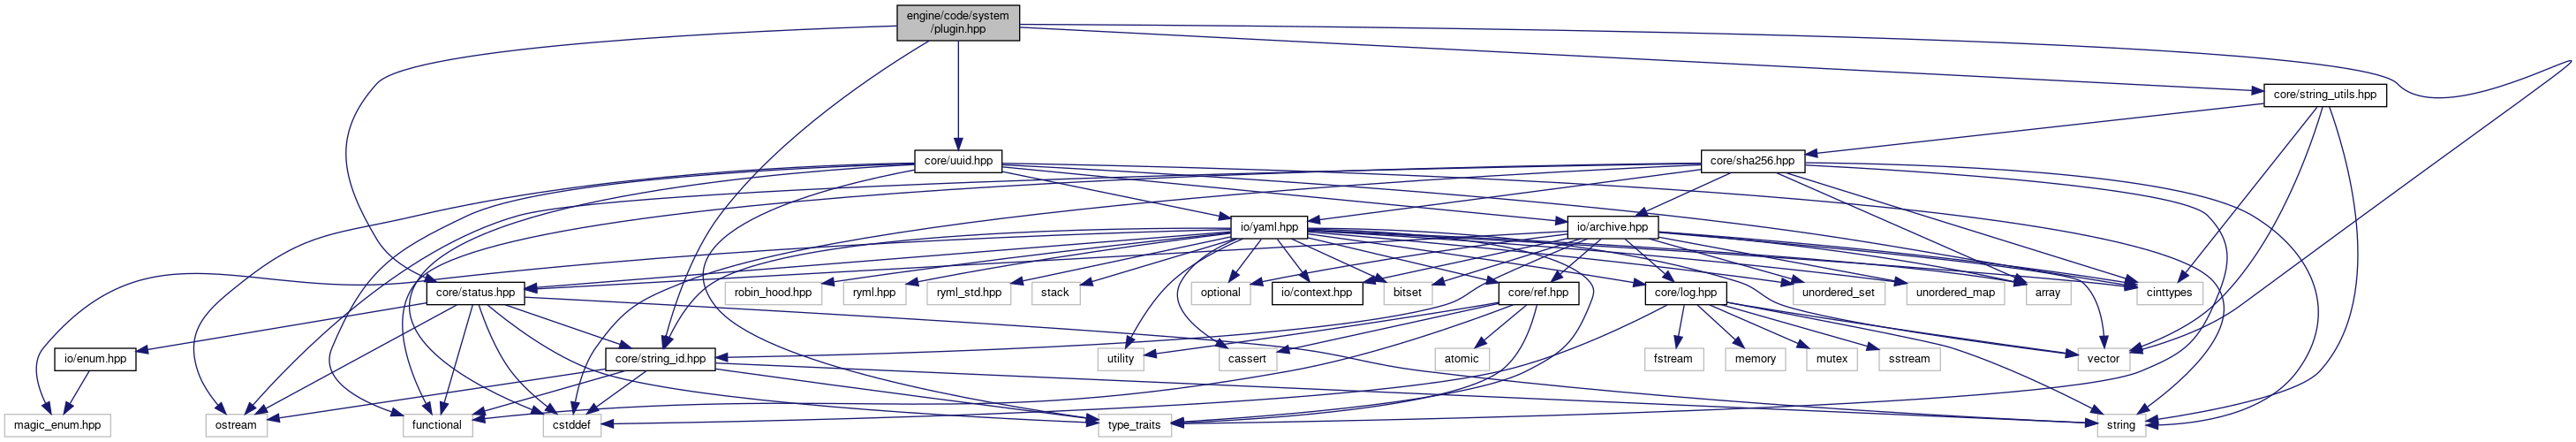 engine/code/system
/plugin.hpp
core/string_utils.hpp
core/uuid.hpp
core/sha256.hpp
io/yaml.hpp
io/archive.hpp
core/status.hpp
robin_hood.hpp
ryml.hpp
ryml_std.hpp
stack
optional
io/context.hpp
bitset
core/ref.hpp
core/log.hpp
unordered_set
unordered_map
array
cinttypes
io/enum.hpp
core/string_id.hpp
utility
cassert
atomic
fstream
memory
mutex
sstream
vector
magic_enum.hpp
ostream
functional
cstddef
type_traits
string